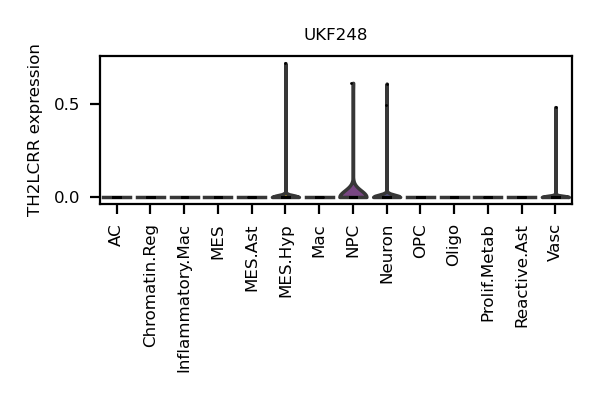 UKF248
TH2LCRR expression
0.5
0.0
AC
Chromatin.Reg
Inflammatory.Mac
MES
MES.Ast
MES.Hyp
Mac
NPC
Neuron
OPC
Oligo
Prolif.Metab
Reactive.Ast
Vasc